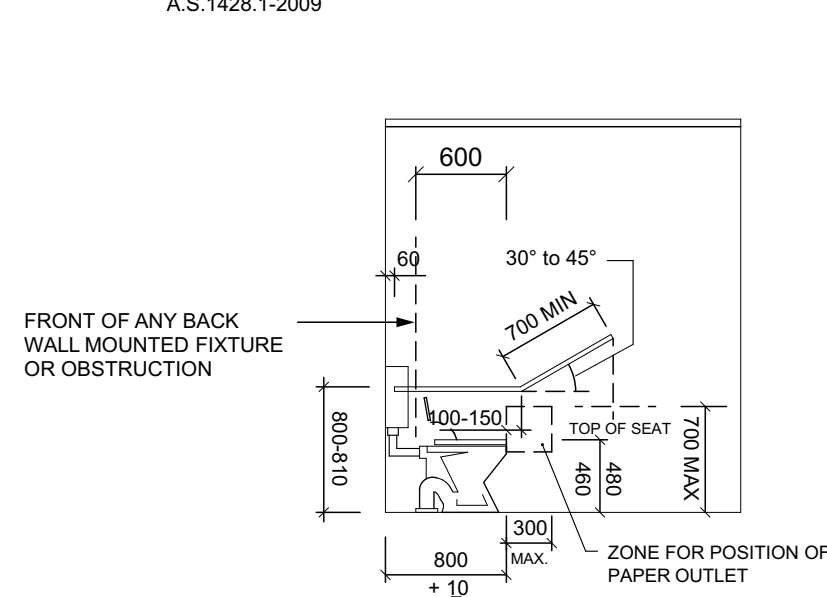 A.S.1428.1-2009
600
60
30° to 45°
700 MIN
FRONT OF ANY BACK
WALL MOUNTED FIXTURE
OR OBSTRUCTION
800-810
100-150
TOP OF SEAT
460
480
700 MAX
300
MAX.
800
+ 10
ZONE FOR POSITION OF
PAPER OUTLET